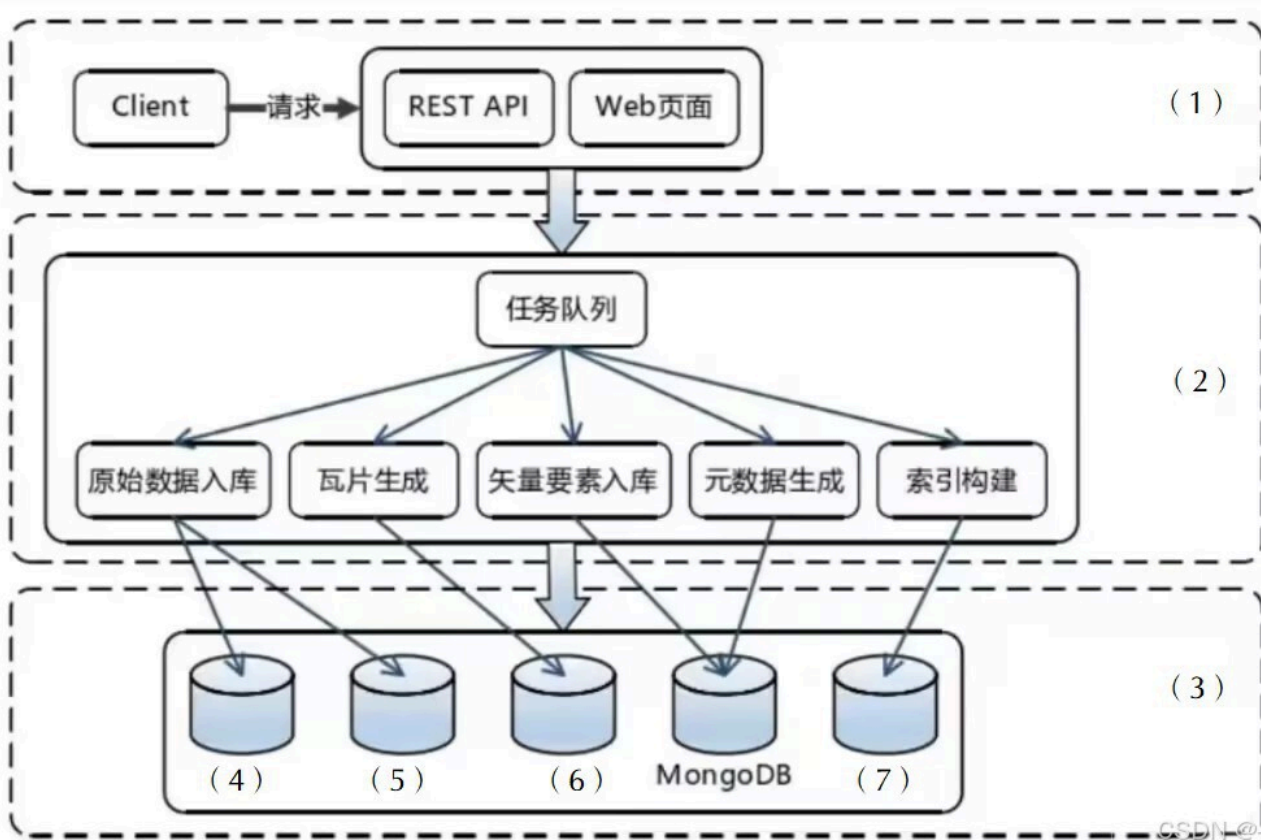 Client
请求
REST API
Web页面
（1）
任务队列
（2）
原始数据入库
瓦片生成
矢量要素入库
元数据生成
索引构建
（3）
（4）
（5）
（6）
MongoDB
（7）
CSDN @